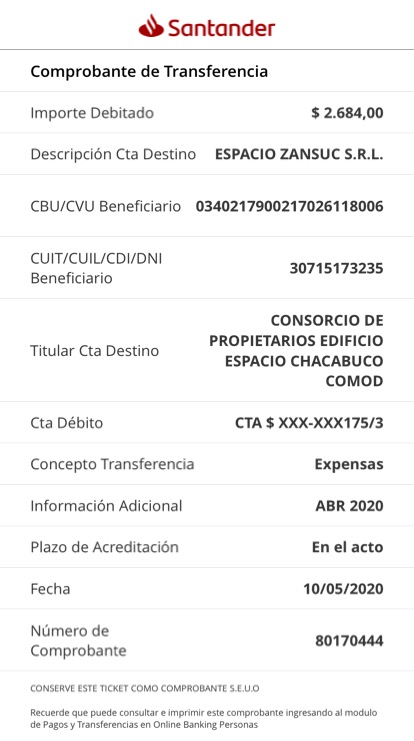 Santander
Comprobante de Transferencia
Importe Debitado $ 2.684,00
Descripción Cta Destino ESPACIO ZANSUC S.R.L.
CBU/CVU Beneficiario 0340217900217026118006
CUIT/CUIL/CDI/DNI
Beneficiario
30715173235
Titular Cta Destino
CONSORCIO DE
PROPIETARIOS EDIFICIO
ESPACIO CHACABUCO
COMOD
Cta Débito CTA $ XXX-XXX175/3
Concepto Transferencia Expensas
Información Adicional ABR 2020
Plazo de Acreditación En el acto
Fecha 10/05/2020
Número de
Comprobante
80170444
CONSERVE ESTE TICKET COMO COMPROBANTE S.E.U.O
Recuerde que puede consultar e imprimir este comprobante ingresando al modulo
de Pagos y Transferencias en Online Banking Personas